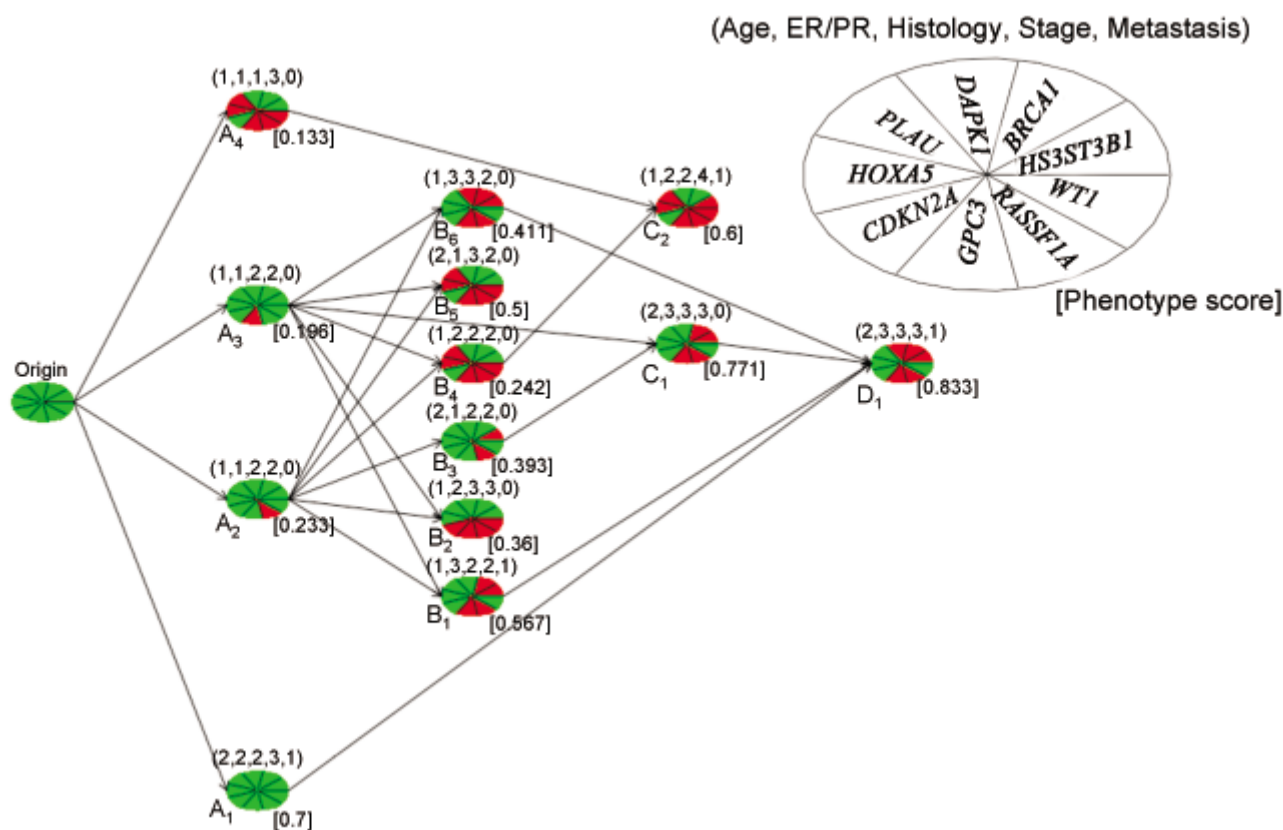 (Age, ER/PR, Histology, Stage, Metastasis)
DAPK1
BRCA1
PLAU
HS3ST3B1
HOXA5
WT1
CDKN2A
GPC3
RASSF1A
[Phenotype score]
Origin
(1,1,1,3,0)
A4
[0.133]
(1,1,2,2,0)
A3
[0.196]
(1,1,2,2,0)
A2
[0.233]
(2,2,2,3,1)
A1
[0.7]
(1,3,3,2,0)
B6
[0.411]
(2,1,3,2,0)
B5
[0.5]
(1,2,2,2,0)
B4
[0.242]
(2,1,2,2,0)
B3
[0.393]
(1,2,3,3,0)
B2
[0.36]
(1,3,2,2,1)
B1
[0.567]
(1,2,2,4,1)
C2
[0.6]
(2,3,3,3,0)
C1
[0.771]
(2,3,3,3,1)
D1
[0.833]